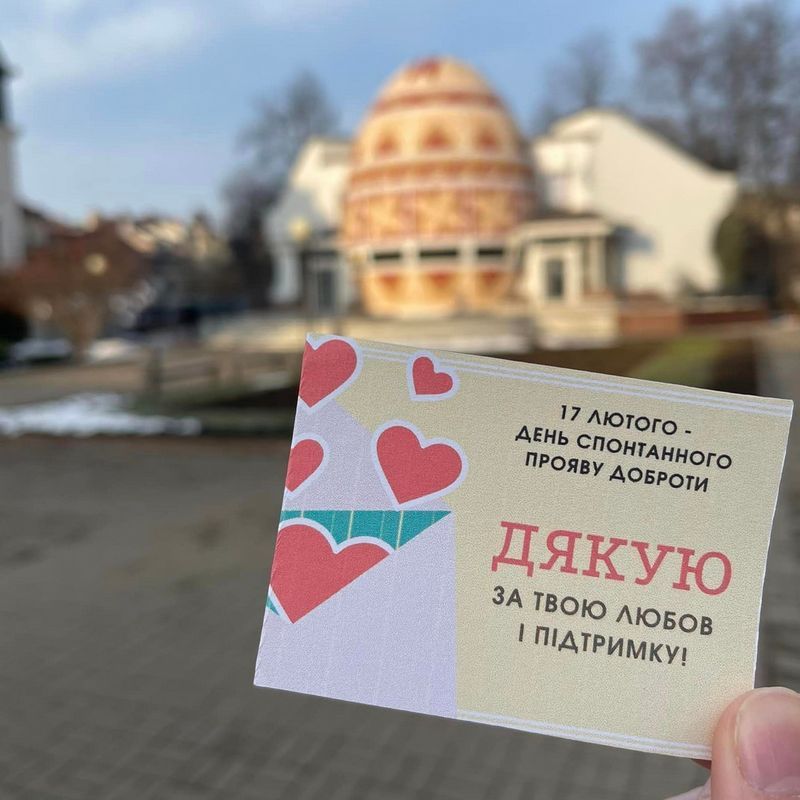 17 ЛЮТОГО -
ДЕНЬ СПОНТАННОГО
ПРОЯВУ ДОБРОТИ
ДЯКУЮ
ЗА ТВОЮ ЛЮБОВ
І ПІДТРИМКУ!